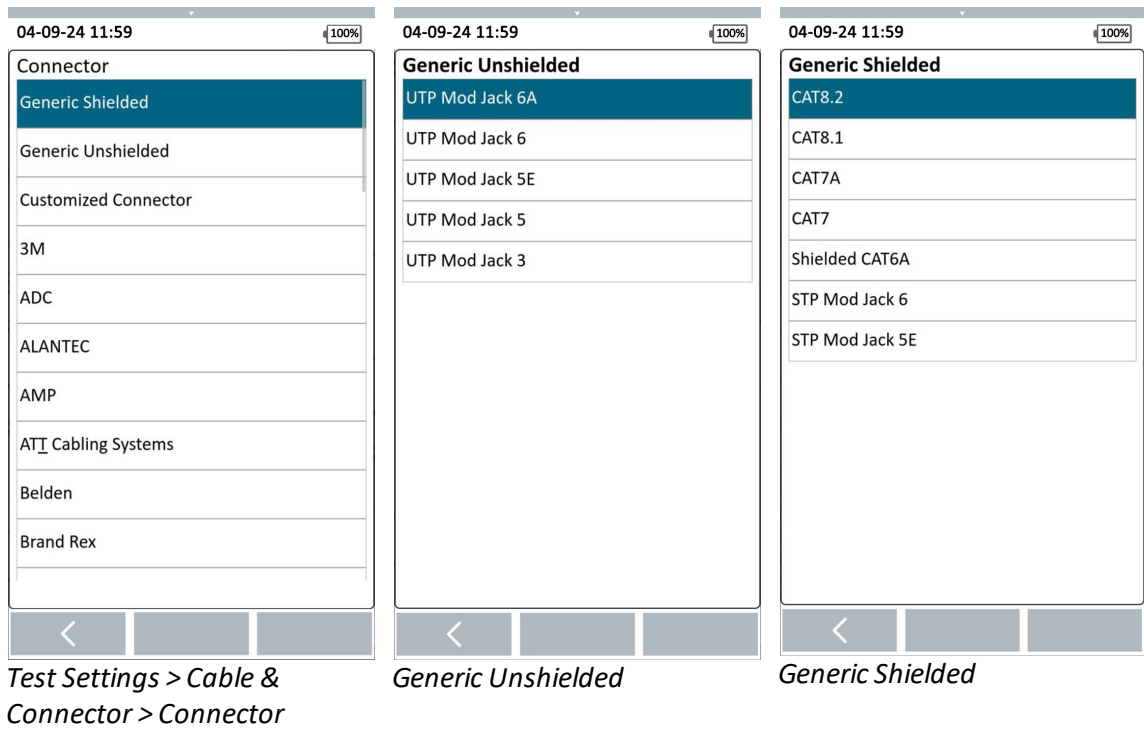 04-09-24 11:59
100%
Connector
Generic Shielded
Generic Unshielded
Customized Connector
3M
ADC
ALANTEC
AMP
ATT Cabling Systems
Belden
Brand Rex
Test Settings > Cable &
Connector > Connector
04-09-24 11:59
100%
Generic Unshielded
UTP Mod Jack 6A
UTP Mod Jack 6
UTP Mod Jack 5E
UTP Mod Jack 5
UTP Mod Jack 3
Generic Unshielded
04-09-24 11:59
100%
Generic Shielded
CAT8.2
CAT8.1
CAT7A
CAT7
Shielded CAT6A
STP Mod Jack 6
STP Mod Jack 5E
Generic Shielded